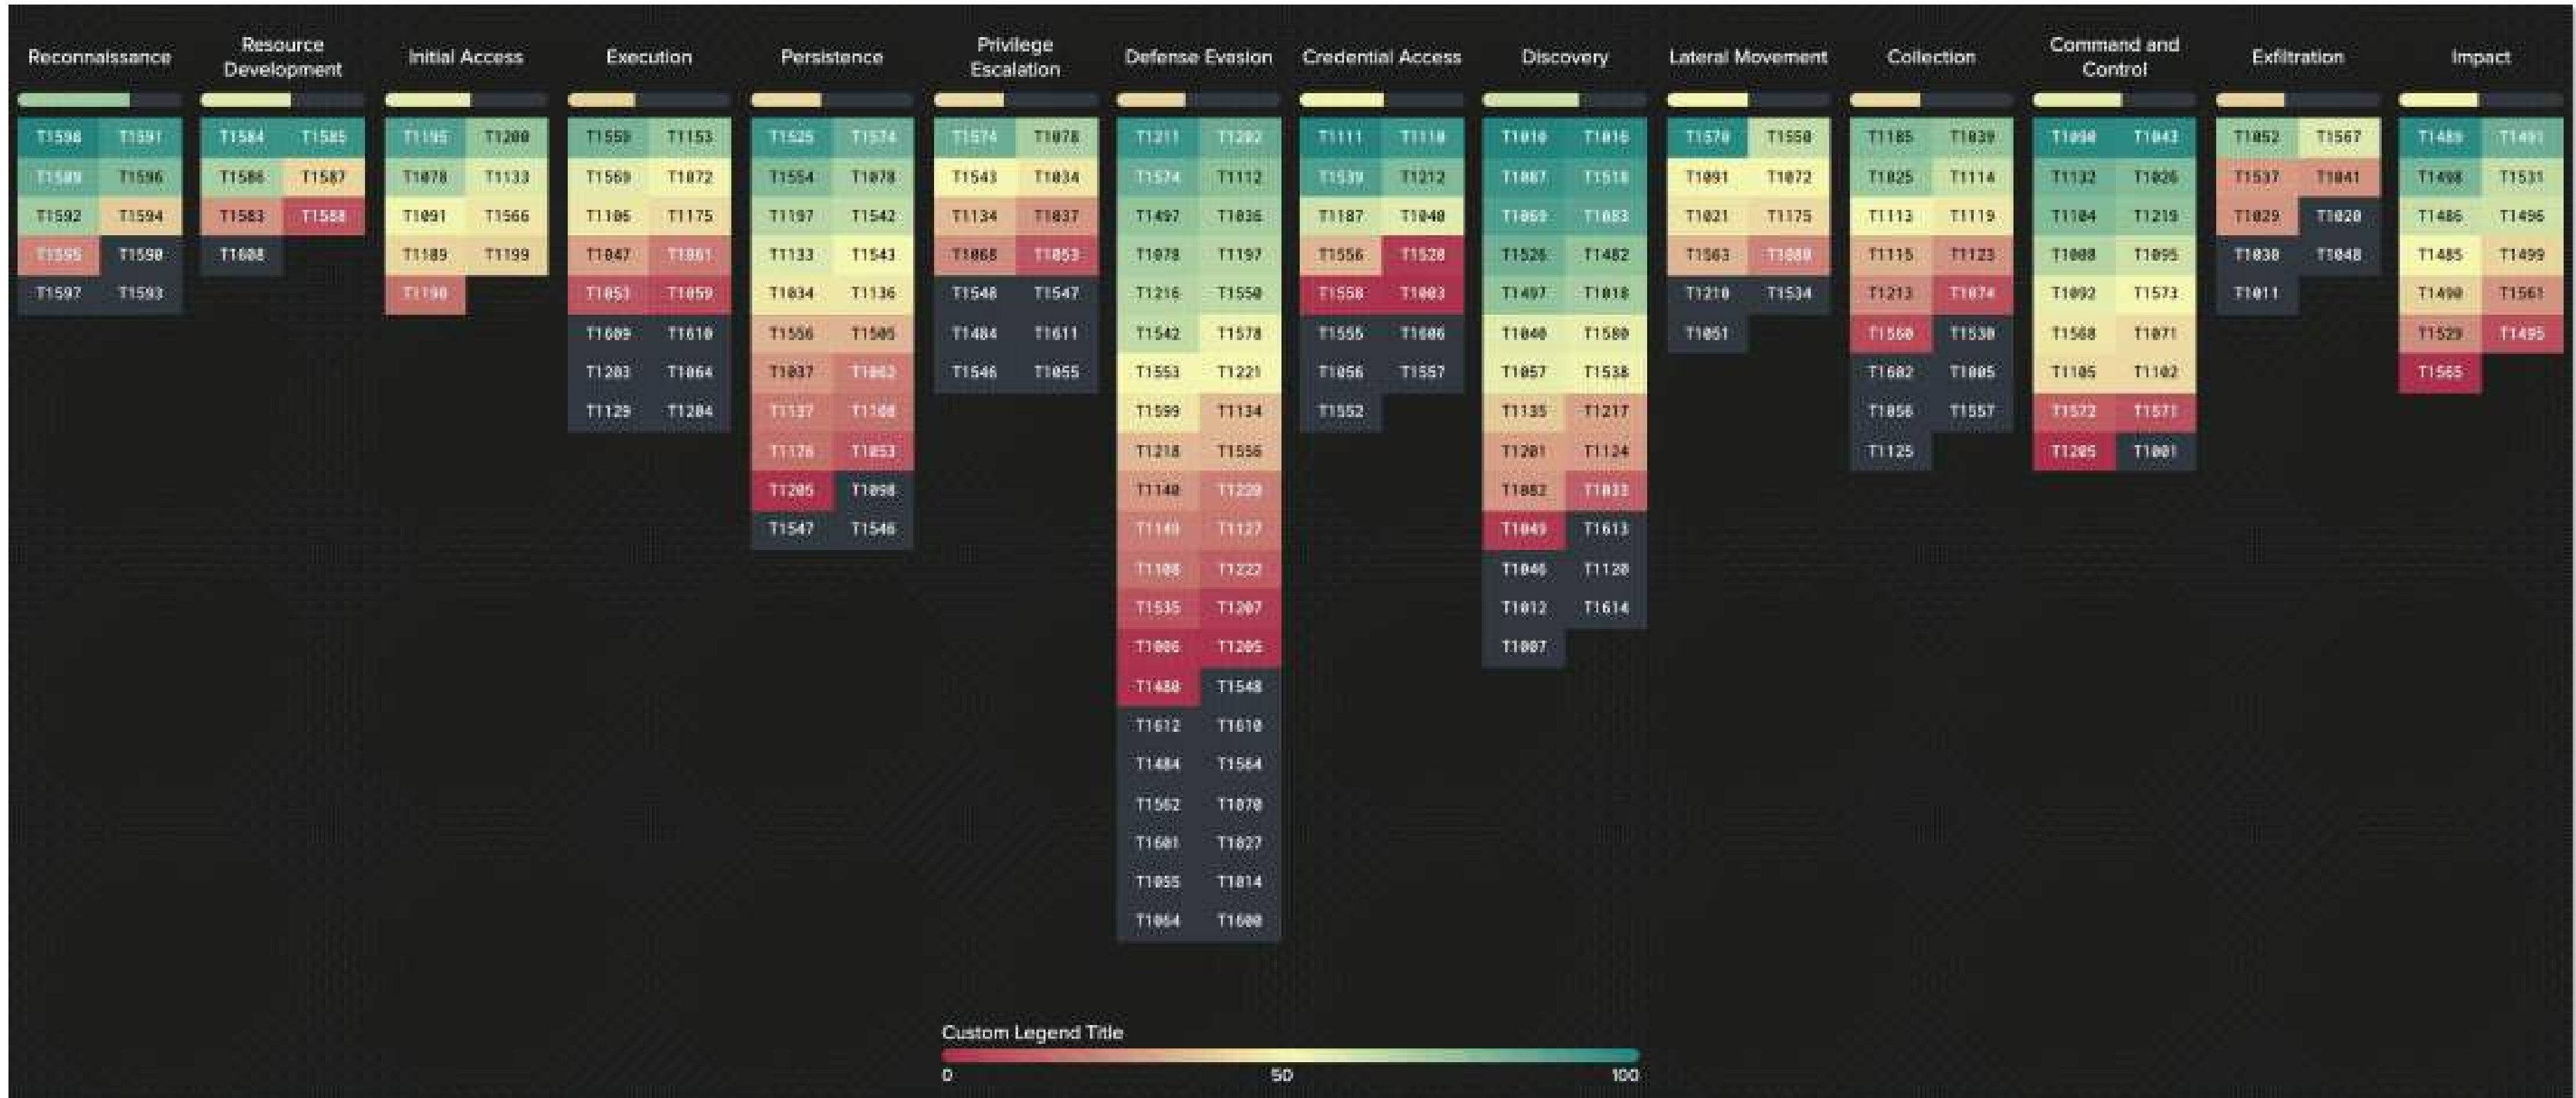 Reconnaissance
Resource
Development
Initial Access
Execution
Persistence
Privilege
Escalation
Defense Evasion
Credential Access
Discovery
Lateral Movement
Collection
Command and
Control
Exfiltration
Impact
T1598 T1591
T1589 T1596
T1592 T1594
T1595 T1590
T1597 T1593
T1584 T1585
T1586 T1587
T1583 T1588
T1608
T1195 T1200
T1078 T1133
T1091 T1566
T1189 T1199
T1190
T1559 T1153
T1569 T1072
T1106 T1175
T1047 T1061
T1053 T1059
T1609 T1610
T1203 T1064
T1129 T1204
T1525 T1574
T1554 T1078
T1197 T1542
T1133 T1543
T1034 T1136
T1556 T1505
T1037 T1062
T1137 T1108
T1176 T1053
T1205 T1098
T1547 T1546
T1574 T1078
T1543 T1034
T1134 T1037
T1068 T1053
T1548 T1547
T1484 T1611
T1546 T1055
T1211 T1202
T1574 T1112
T1497 T1036
T1078 T1197
T1216 T1550
T1542 T1578
T1553 T1221
T1599 T1134
T1218 T1556
T1140 T1220
T1149 T1127
T1108 T1222
T1535 T1207
T1006 T1205
T1480 T1548
T1612 T1610
T1484 T1564
T1562 T1070
T1601 T1027
T1055 T1014
T1064 T1600
T1111 T1110
T1539 T1212
T1187 T1040
T1556 T1528
T1558 T1003
T1555 T1606
T1056 T1557
T1552
T1010 T1016
T1087 T1518
T1069 T1083
T1526 T1482
T1497 T1018
T1040 T1580
T1057 T1538
T1135 T1217
T1201 T1124
T1082 T1033
T1049 T1613
T1046 T1120
T1012 T1614
T1007
T1570 T1550
T1091 T1072
T1021 T1175
T1563 T1080
T1210 T1534
T1051
T1185 T1039
T1025 T1114
T1113 T1119
T1115 T1123
T1213 T1074
T1560 T1530
T1602 T1005
T1056 T1557
T1125
T1090 T1043
T1132 T1026
T1104 T1219
T1008 T1095
T1092 T1573
T1568 T1071
T1105 T1102
T1572 T1571
T1205 T1001
T1052 T1567
T1537 T1041
T1029 T1020
T1030 T1048
T1011
T1489 T1491
T1498 T1531
T1486 T1496
T1485 T1499
T1490 T1561
T1529 T1495
T1565
Custom Legend Title
0 50 100